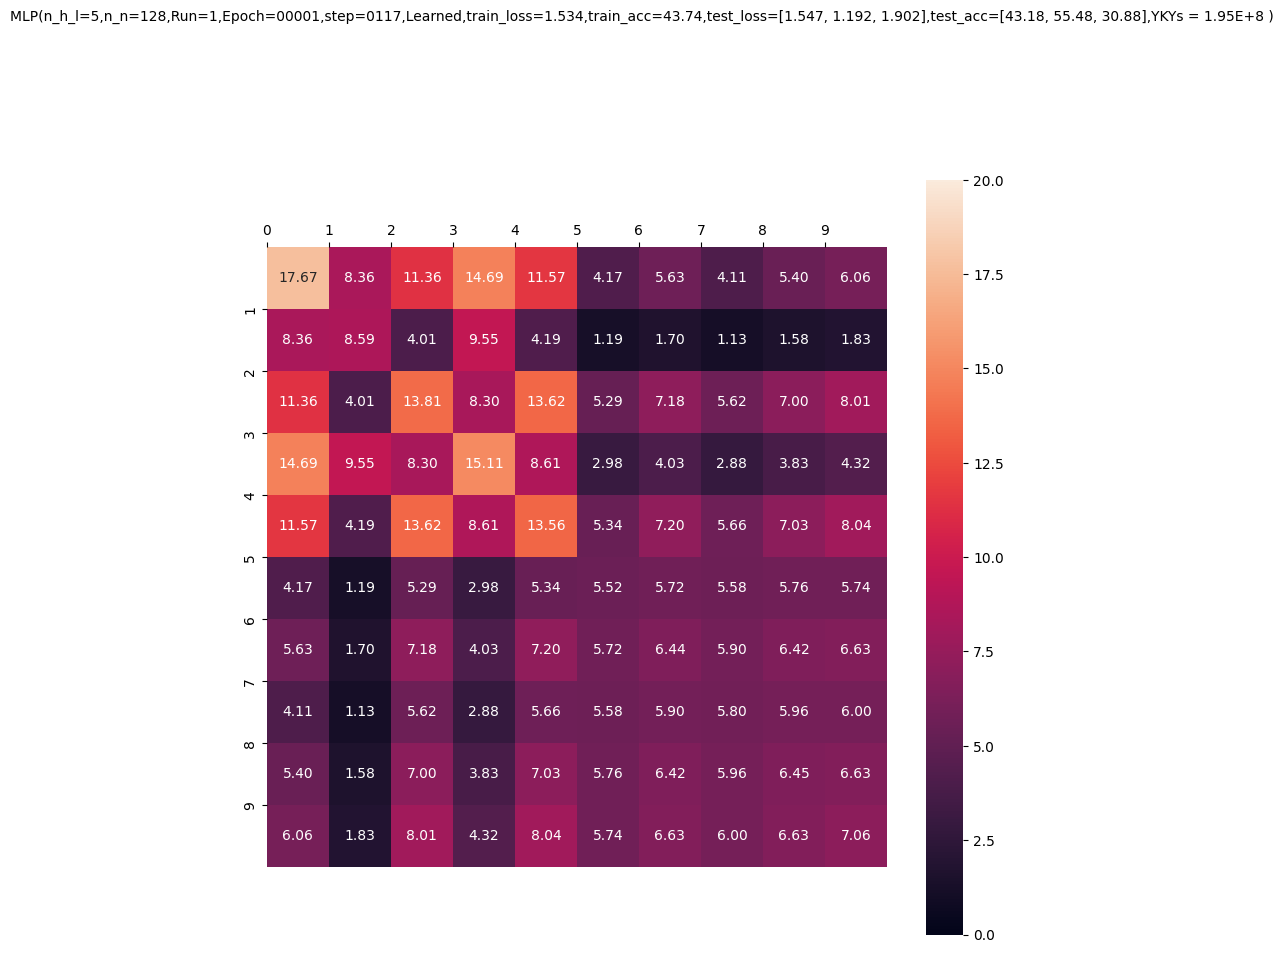 MLP(n_h_l=5,n_n=128,Run=1,Epoch=00001,step=0117,Learned,train_loss=1.534,train_acc=43.74,test_loss=[1.547, 1.192, 1.902],test_acc=[43.18, 55.48, 30.88],YKYs = 1.95E+8 )
20.0
0 1 2 3 4 5 6 7 8 9
17.67 8.36 11.36 14.69 11.57 4.17 5.63 4.11 5.40 6.06
17.5
1
8.36 8.59 4.01 9.55 4.19 1.19 1.70 1.13 1.58 1.83
15.0
2
11.36 4.01 13.81 8.30 13.62 5.29 7.18 5.62 7.00 8.01
3
12.5
14.69 9.55 8.30 15.11 8.61 2.98 4.03 2.88 3.83 4.32
4
11.57 4.19 13.62 8.61 13.56 5.34 7.20 5.66 7.03 8.04
10.0
5
4.17 1.19 5.29 2.98 5.34 5.52 5.72 5.58 5.76 5.74
6
7.5
5.63 1.70 7.18 4.03 7.20 5.72 6.44 5.90 6.42 6.63
7
4.11 1.13 5.62 2.88 5.66 5.58 5.90 5.80 5.96 6.00
5.0
8
5.40 1.58 7.00 3.83 7.03 5.76 6.42 5.96 6.45 6.63
9
6.06 1.83 8.01 4.32 8.04 5.74 6.63 6.00 6.63 7.06
2.5
0.0